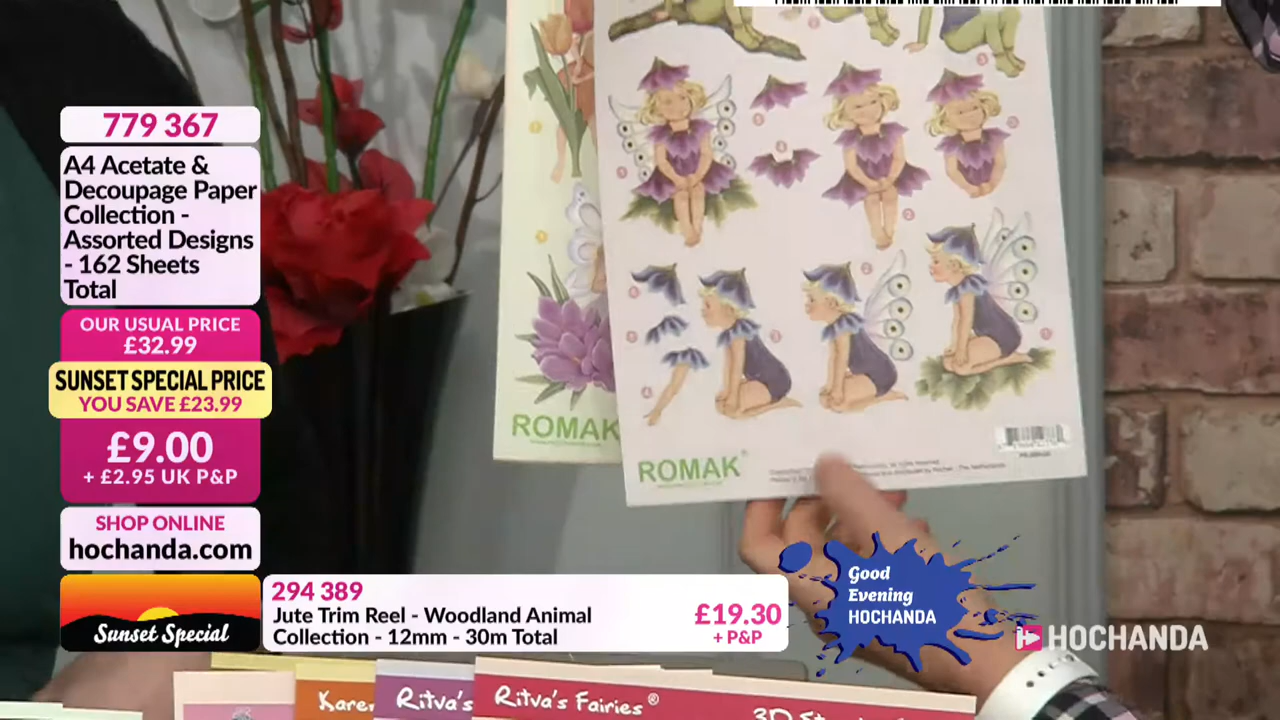 779 367
A4 Acetate &
Decoupage Paper
Collection -
Assorted Designs
- 162 Sheets
Total
OUR USUAL PRICE
£32.99
SUNSET SPECIAL PRICE
YOU SAVE £23.99
£9.00
+ £2.95 UK P&P
SHOP ONLINE
hochanda.com
Sunset Special
294 389
Jute Trim Reel - Woodland Animal
Collection - 12mm - 30m Total
£19.30
+ P&P
Good
Evening
HOCHANDA
HOCHANDA
ROMAK
ROMAK®
Karen
Ritva's
Ritva's Fairies®
3D